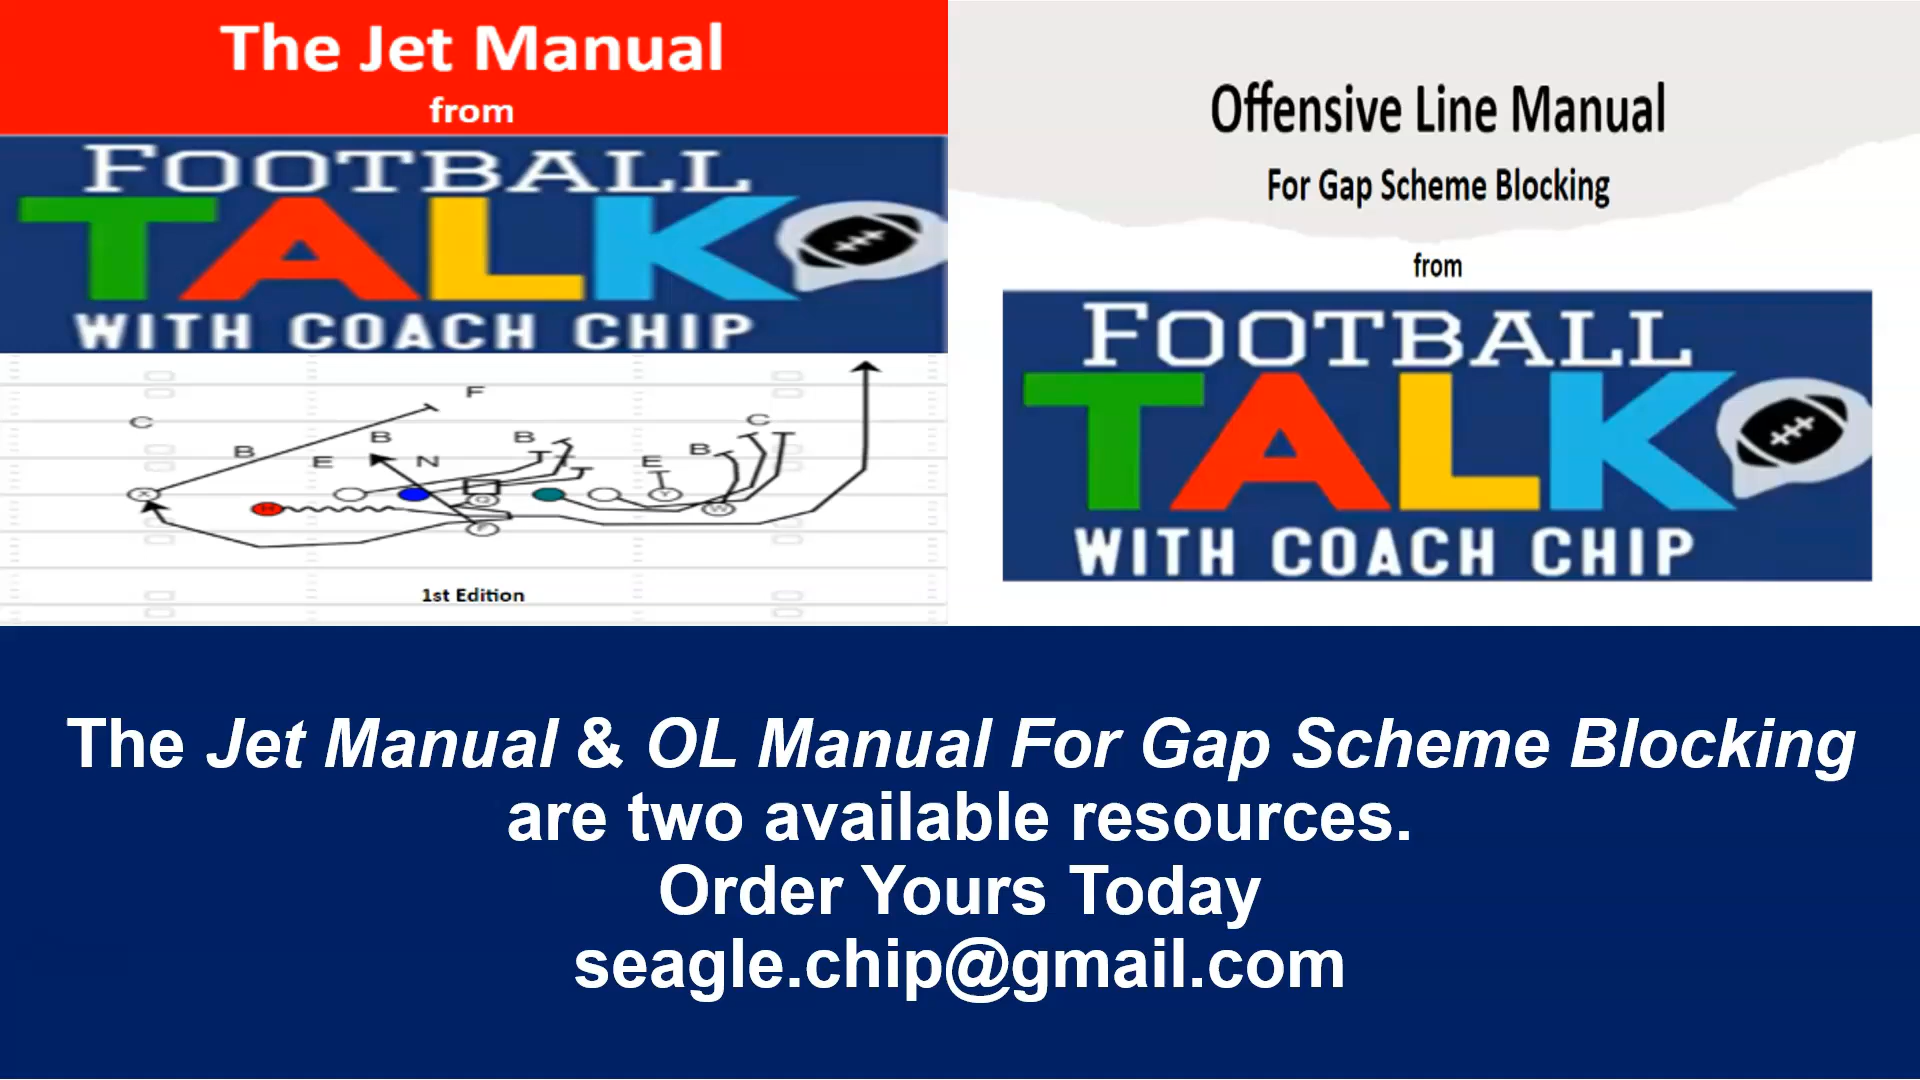 The Jet Manual
from
FOOTBALL
TALK
WITH COACH CHIP
F
C
C
B
B
B
B
E
N
T
E
X
H
Q
Y
W
1st Edition
Offensive Line Manual
For Gap Scheme Blocking
from
FOOTBALL
TALK
WITH COACH CHIP
The Jet Manual & OL Manual For Gap Scheme Blocking
are two available resources.
Order Yours Today
seagle.chip@gmail.com